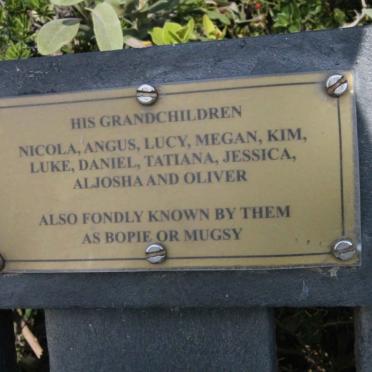 HIS GRANDCHILDREN
NICOLA, ANGUS, LUCY, MEGAN, KIM,
LUKE, DANIEL, TATIANA, JESSICA,
ALJOSHA AND OLIVER
ALSO FONDLY KNOWN BY THEM
AS BOPIE OR MUGSY